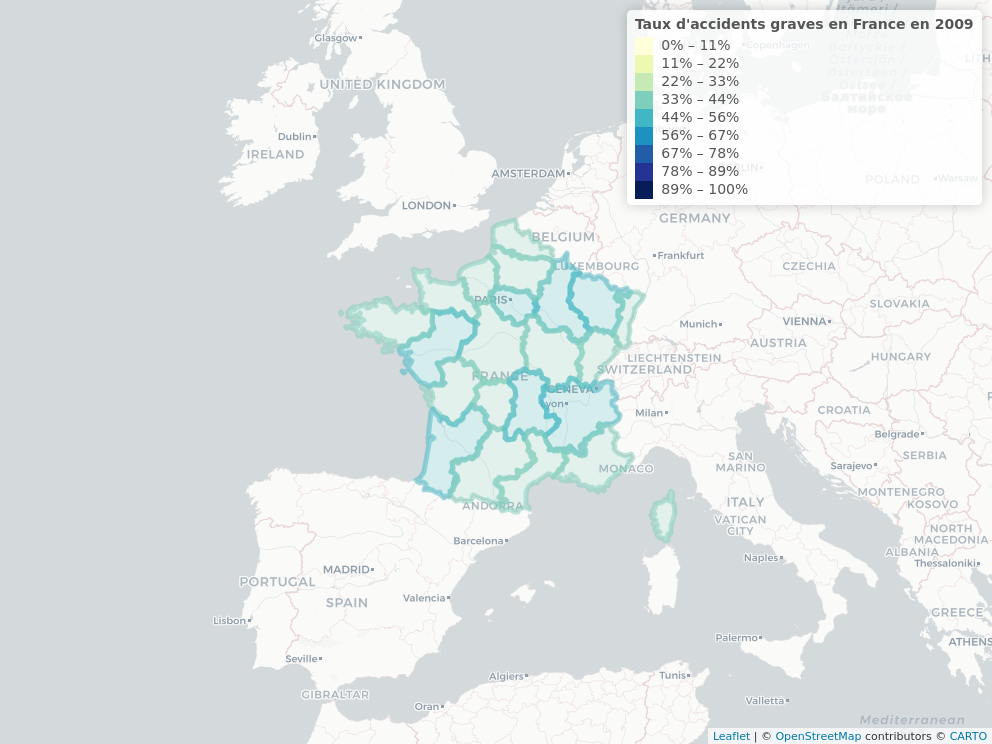 Taux d'accidents graves en France en 2009
0% – 11%
11% – 22%
22% – 33%
33% – 44%
44% – 56%
56% – 67%
67% – 78%
78% – 89%
89% – 100%
Glasgow
UNITED KINGDOM
Dublin
IRELAND
AMSTERDAM
LONDON
Copenhagen
Балтийское
море
POLAND
Warsaw
GERMANY
BELGIUM
LUXEMBOURG
Frankfurt
CZECHIA
PARIS
SLOVAKIA
Munich
VIENNA
AUSTRIA
LIECHTENSTEIN
SWITZERLAND
HUNGARY
FRANCE
GENEVA
yon
Milan
CROATIA
Belgrade
SERBIA
SAN
MARINO
Sarajevo
MONACO
MONTENEGRO
KOSOVO
ANDORRA
ITALY
VATICAN
CITY
NORTH
MACEDONIA
ALBANIA
Barcelona
Naples
Thessaloniki
MADRID
PORTUGAL
SPAIN
Valencia
GREECE
Lisbon
Palermo
ATHENS
Seville
GIBRALTAR
Algiers
Tunis
Oran
Valletta
Mediterranean
Leaflet | © OpenStreetMap contributors © CARTO